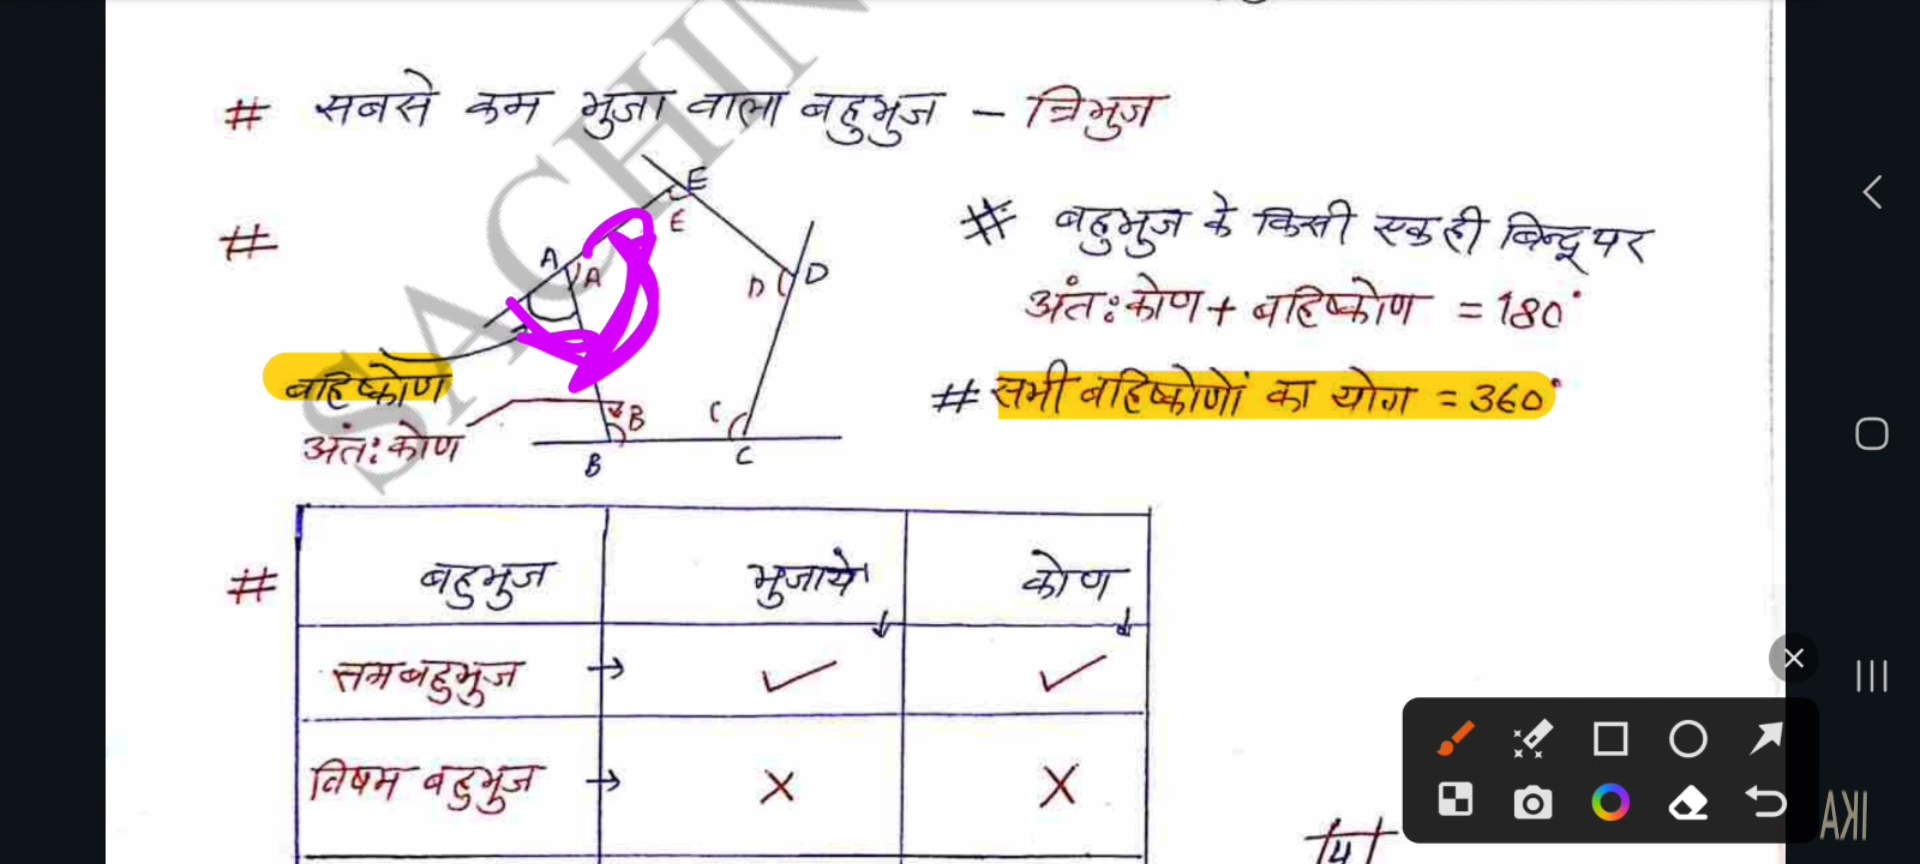 # सबसे कम भुजा वाला बहुभुज – त्रिभुज
#
E
E
A
A
D
D
बहिष्कोण
अंतः कोण
B
B
C
C
# बहुभुज के किसी एक ही बिन्दू पर
अंतः कोण + बहिष्कोण = 180°
# सभी बहिष्कोणों का योग = 360°
#
बहुभुज भुजाये कोण
समबहुभुज → ✓ ✓
विषम बहुभुज → X X
SACHIN